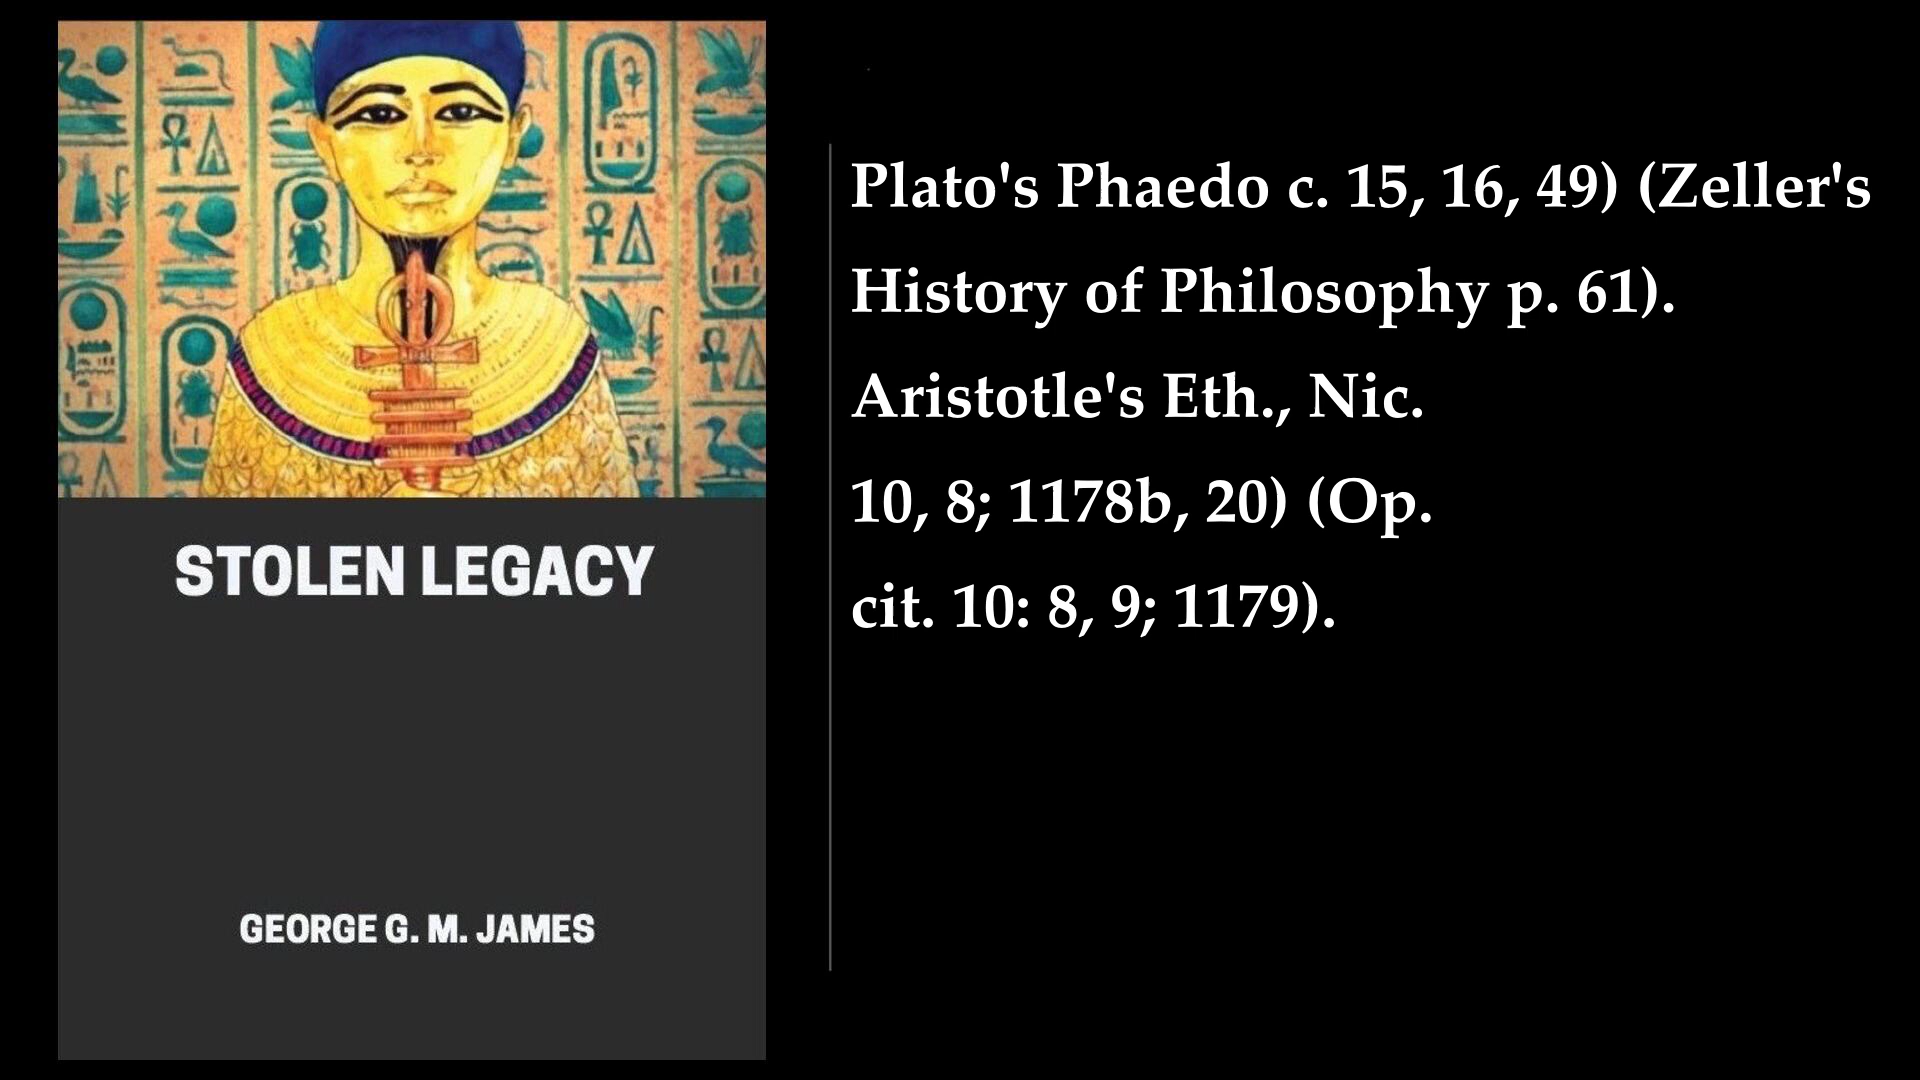 STOLEN LEGACY
GEORGE G. M. JAMES
Plato's Phaedo c. 15, 16, 49) (Zeller's
History of Philosophy p. 61).
Aristotle's Eth., Nic.
10, 8; 1178b, 20) (Op.
cit. 10: 8, 9; 1179).